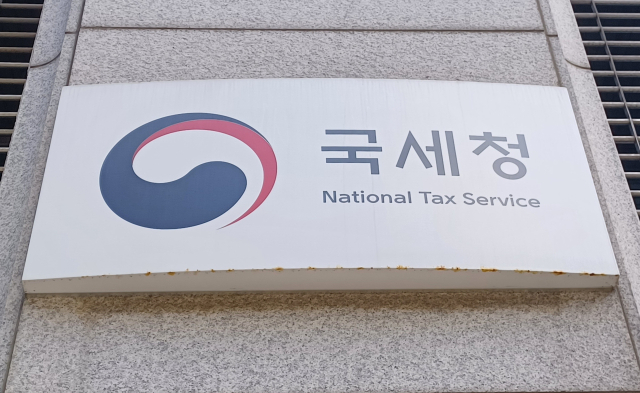 국세청
National Tax Service